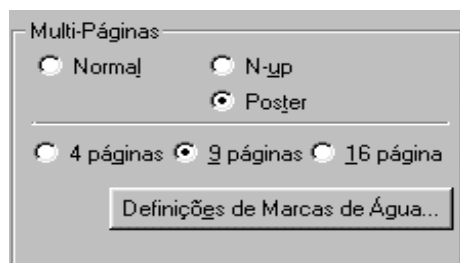 Multi-Páginas
Normal N-up
Poster
4 páginas 9 páginas 16 página
Definições de Marcas de Água...